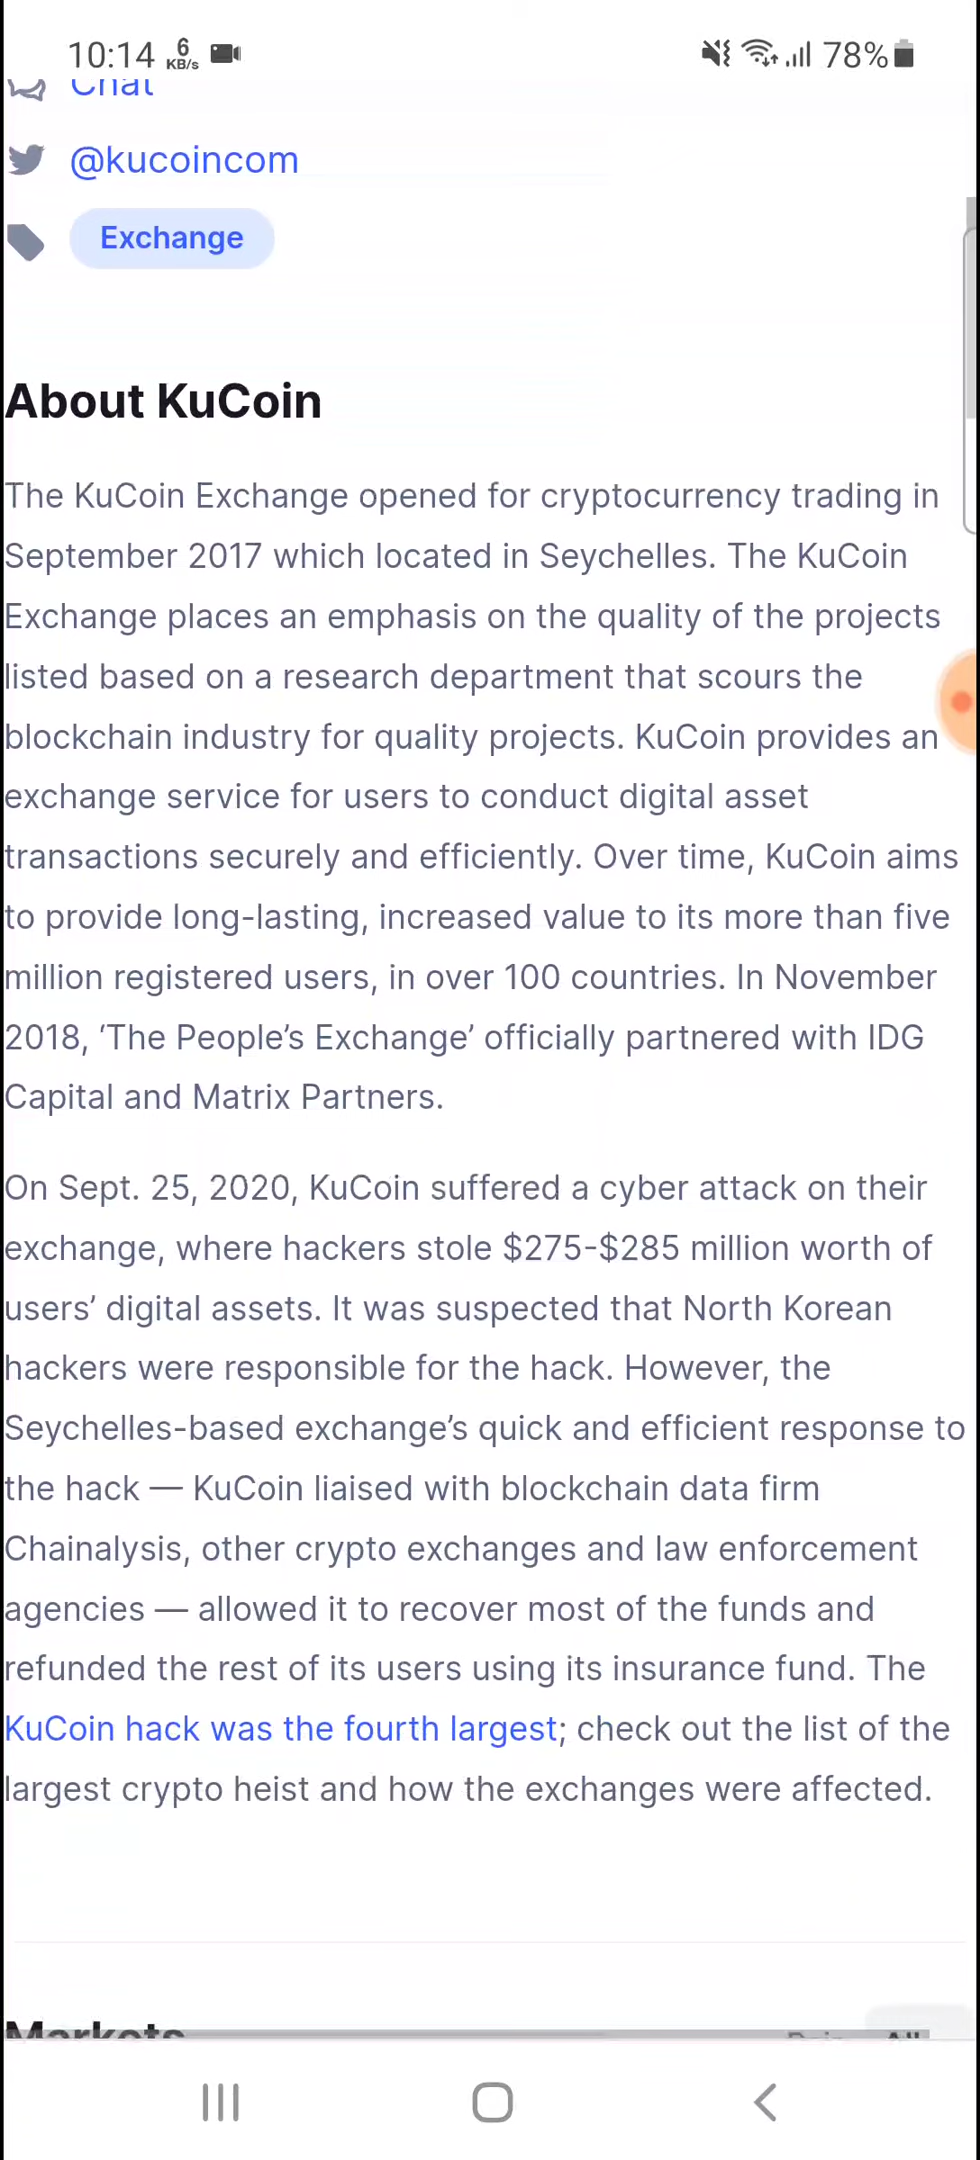 10:14 6 KB/s 78%
Chat
@kucoincom
Exchange
About KuCoin
The KuCoin Exchange opened for cryptocurrency trading in
September 2017 which located in Seychelles. The KuCoin
Exchange places an emphasis on the quality of the projects
listed based on a research department that scours the
blockchain industry for quality projects. KuCoin provides an
exchange service for users to conduct digital asset
transactions securely and efficiently. Over time, KuCoin aims
to provide long-lasting, increased value to its more than five
million registered users, in over 100 countries. In November
2018, ‘The People’s Exchange’ officially partnered with IDG
Capital and Matrix Partners.
On Sept. 25, 2020, KuCoin suffered a cyber attack on their
exchange, where hackers stole $275-$285 million worth of
users’ digital assets. It was suspected that North Korean
hackers were responsible for the hack. However, the
Seychelles-based exchange’s quick and efficient response to
the hack — KuCoin liaised with blockchain data firm
Chainalysis, other crypto exchanges and law enforcement
agencies — allowed it to recover most of the funds and
refunded the rest of its users using its insurance fund. The
KuCoin hack was the fourth largest; check out the list of the
largest crypto heist and how the exchanges were affected.
Markets All